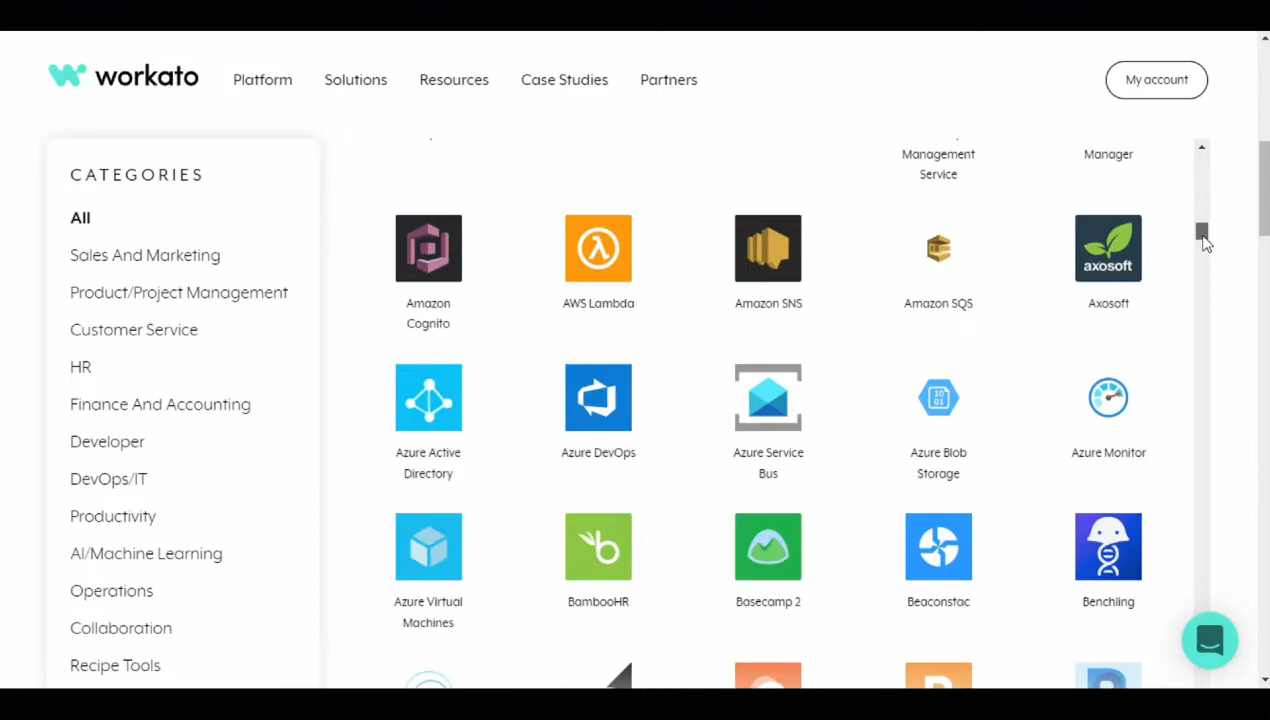 workato
Platform
Solutions
Resources
Case Studies
Partners
My account
CATEGORIES
All
Sales And Marketing
Product/Project Management
Customer Service
HR
Finance And Accounting
Developer
DevOps/IT
Productivity
AI/Machine Learning
Operations
Collaboration
Recipe Tools
Management
Service
Manager
axosoft
Amazon
Cognito
AWS Lambda
Amazon SNS
Amazon SQS
Axosoft
10
01
Azure Active
Directory
Azure DevOps
Azure Service
Bus
Azure Blob
Storage
Azure Monitor
b
Azure Virtual
Machines
BambooHR
Basecamp 2
Beaconstac
Benchling